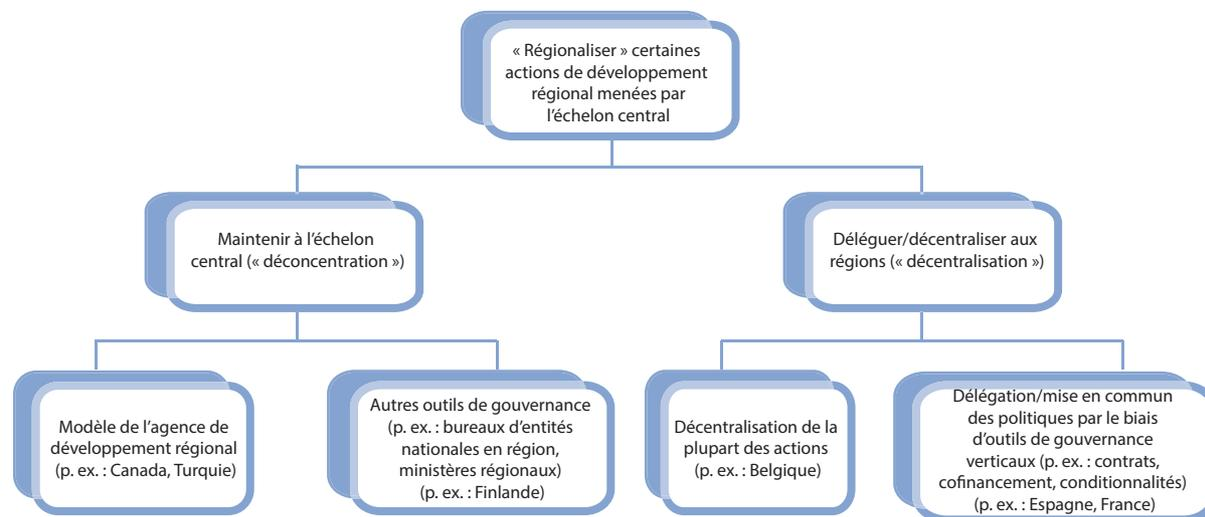 « Régionaliser » certaines
actions de développement
régional menées par
l’échelon central
Maintenir à l’échelon
central (« déconcentration »)
Déléguer/décentraliser aux
régions (« décentralisation »)
Modèle de l’agence de
développement régional
(p. ex. : Canada, Turquie)
Autres outils de gouvernance
(p. ex. : bureaux d’entités
nationales en région,
ministères régionaux)
(p. ex. : Finlande)
Décentralisation de la
plupart des actions
(p. ex. : Belgique)
Délégation/mise en commun
des politiques par le biais
d’outils de gouvernance
verticaux (p. ex. : contrats,
cofinancement, conditionnalités)
(p. ex. : Espagne, France)